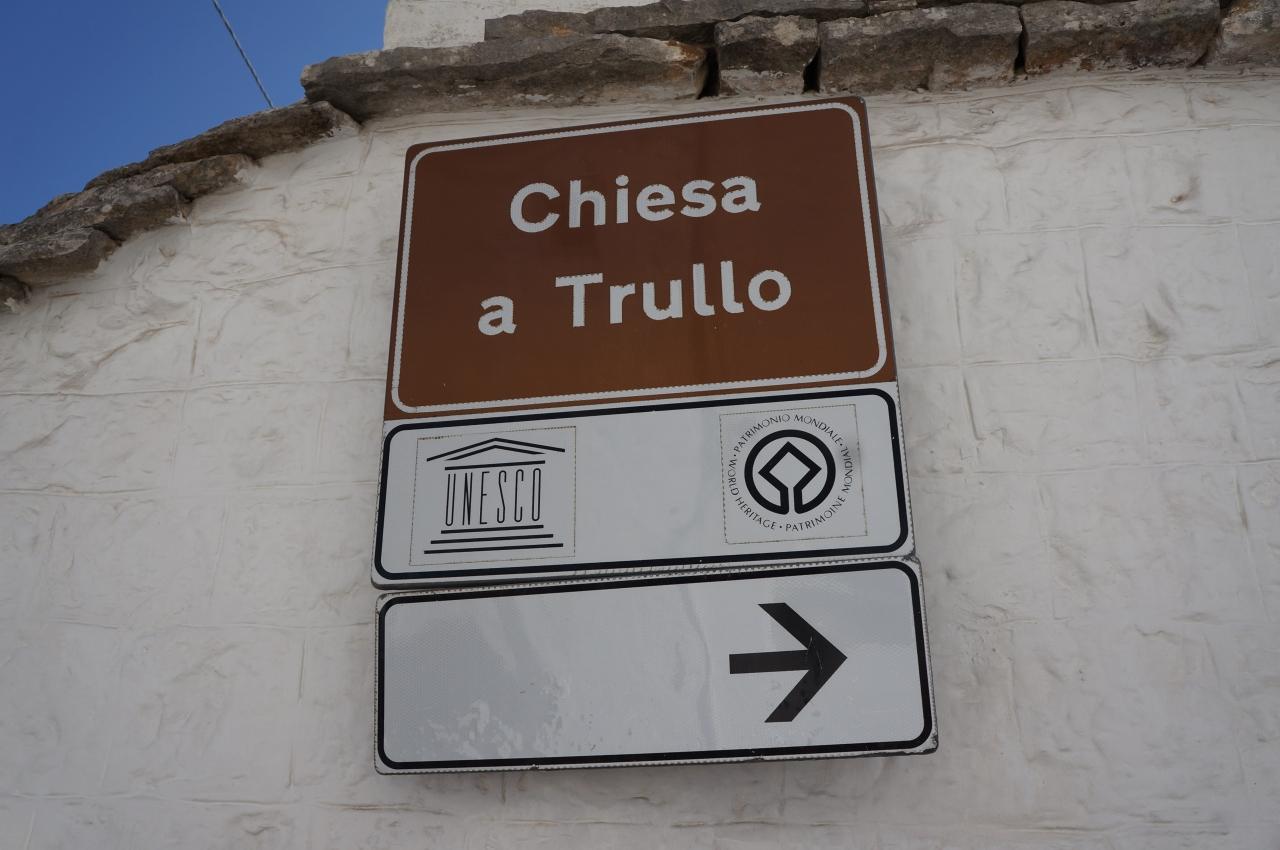 Chiesa
a Trullo
UNESCO
· PATRIMONIO MONDIALE · WORLD HERITAGE · PATRIMOINE MONDIAL